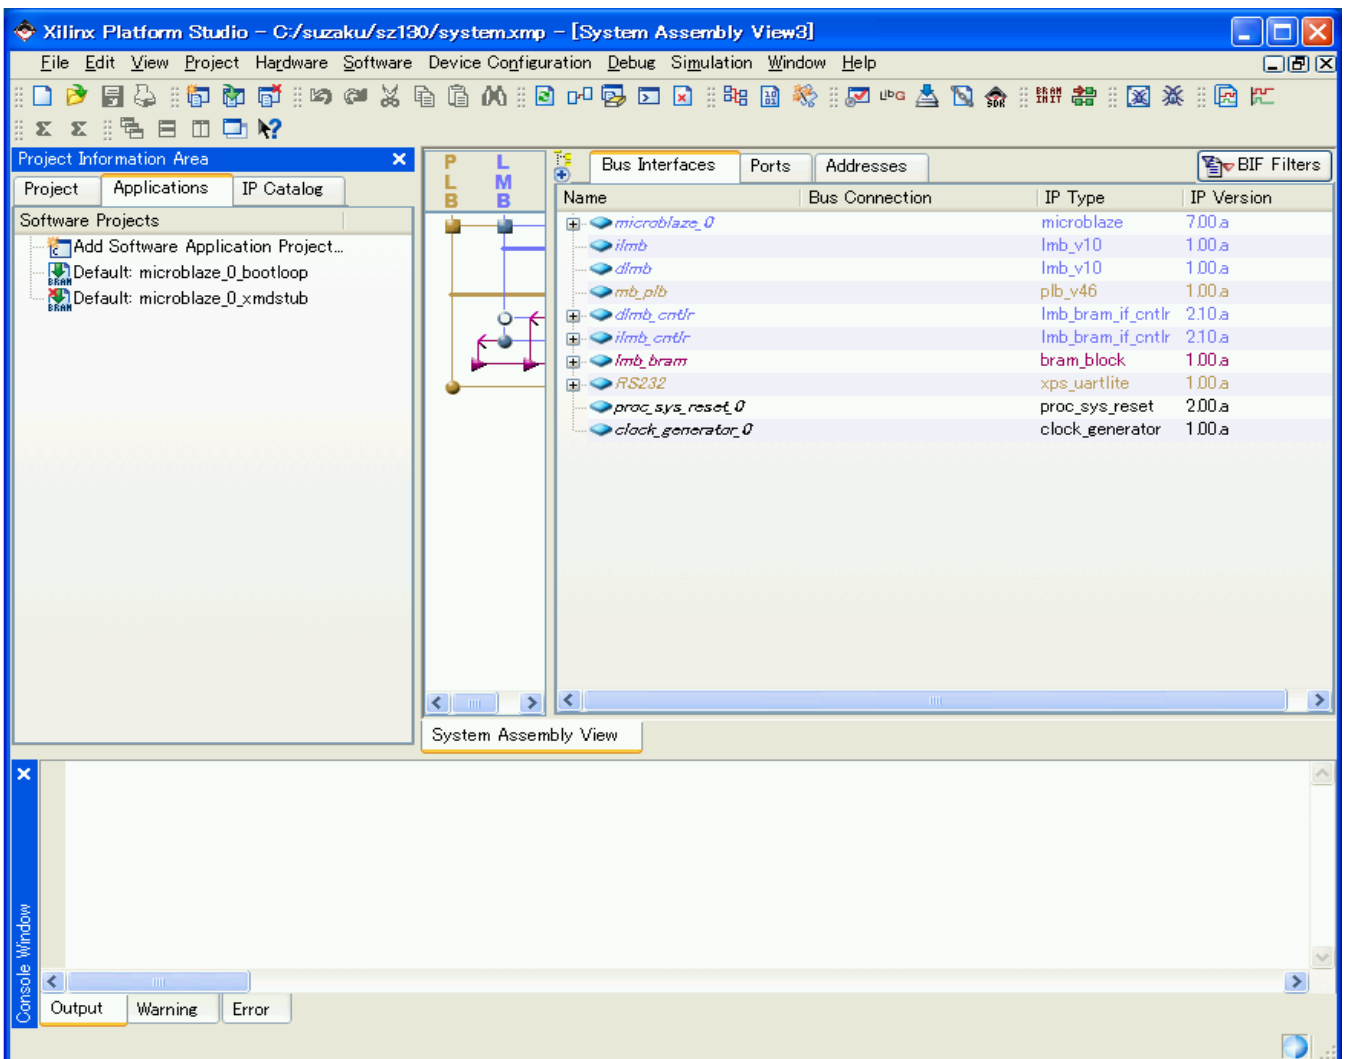 Xilinx Platform Studio - C:/suzaku/sz130/system.xmp - [System Assembly View3]
File Edit View Project Hardware Software Device Configuration Debug Simulation Window Help
Project Information Area
Project Applications IP Catalog
Software Projects
Add Software Application Project...
Default: microblaze_0_bootloop
Default: microblaze_0_xmdstub
PLB LMB
Bus Interfaces Ports Addresses BIF Filters
Name Bus Connection IP Type IP Version
microblaze_0 microblaze 7.00.a
ilmb lmb_v10 1.00.a
dlmb lmb_v10 1.00.a
mb_plb plb_v46 1.00.a
dlmb_cntlr lmb_bram_if_cntlr 2.10.a
ilmb_cntlr lmb_bram_if_cntlr 2.10.a
lmb_bram bram_block 1.00.a
RS232 xps_uartlite 1.00.a
proc_sys_reset_0 proc_sys_reset 2.00.a
clock_generator_0 clock_generator 1.00.a
System Assembly View
Console Window
Output Warning Error